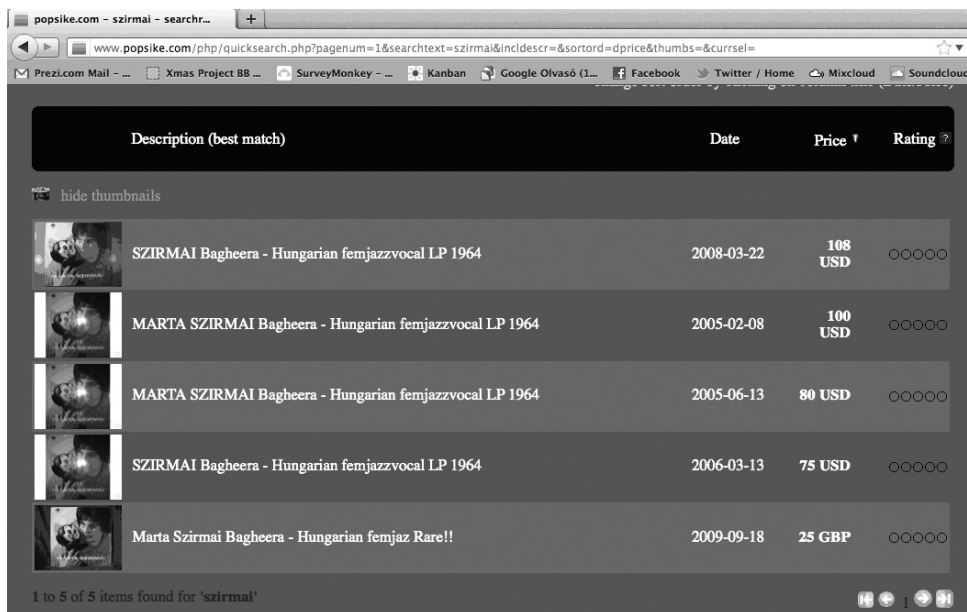 popsike.com – szirmai – searchr...
www.popsike.com/php/quicksearch.php?pagenum=1&searchtext=szirmai&incldescr=&sortord=dprice&thumbs=&currsel=
Prezi.com Mail – ... Xmas Project BB ... SurveyMonkey – ... Kanban Google Olvasó (1... Facebook Twitter / Home Mixcloud Soundcloud
Description (best match) Date Price Rating ?
hide thumbnails
SZIRMAI Bagheera - Hungarian femjazzvocal LP 1964 2008-03-22 108 USD
MARTA SZIRMAI Bagheera - Hungarian femjazzvocal LP 1964 2005-02-08 100 USD
MARTA SZIRMAI Bagheera - Hungarian femjazzvocal LP 1964 2005-06-13 80 USD
SZIRMAI Bagheera - Hungarian femjazzvocal LP 1964 2006-03-13 75 USD
Marta Szirmai Bagheera - Hungarian femjaz Rare!! 2009-09-18 25 GBP
1 to 5 of 5 items found for 'szirmai' 1